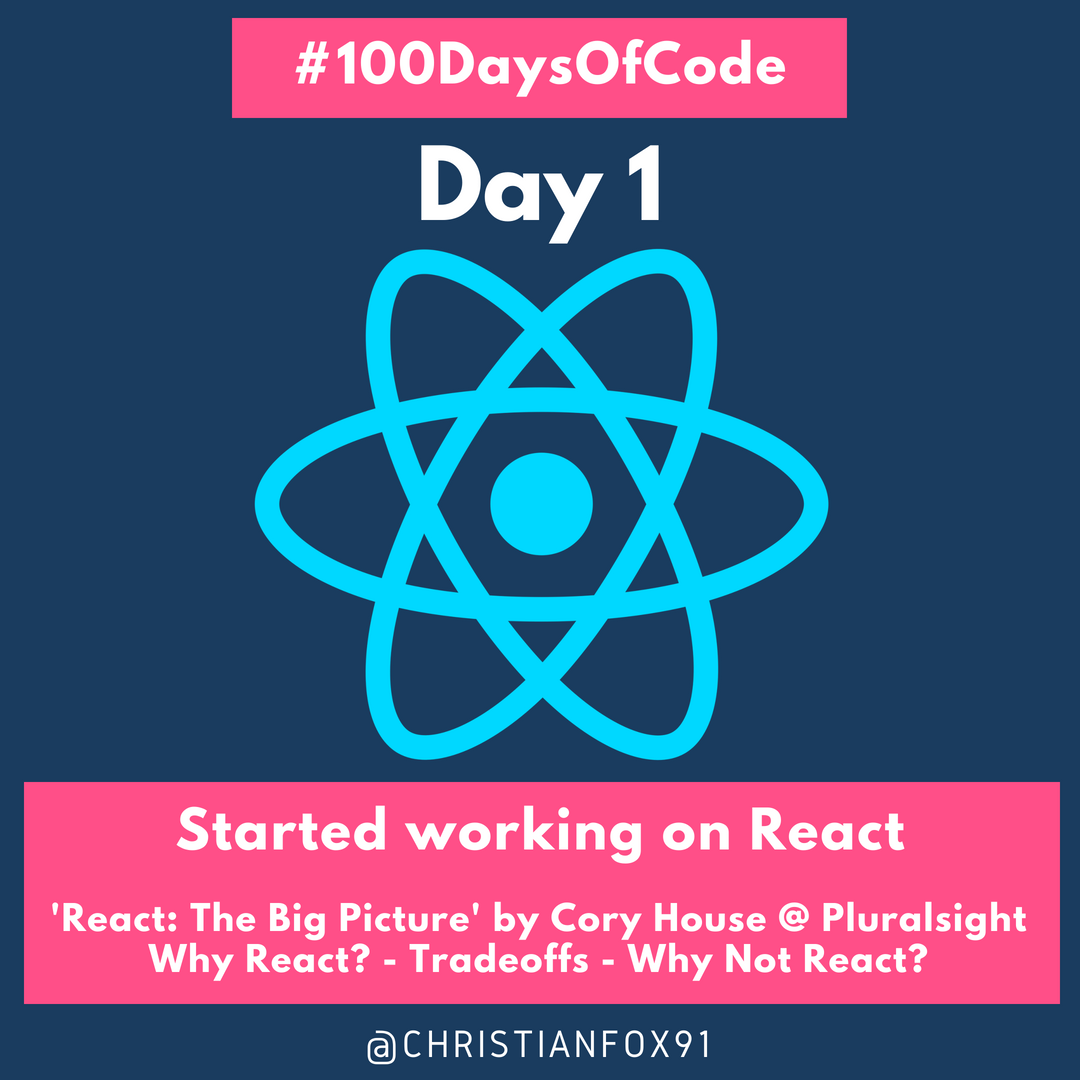 #100DaysOfCode
Day 1
Started working on React
'React: The Big Picture' by Cory House @ Pluralsight
Why React? - Tradeoffs - Why Not React?
@CHRISTIANFOX91